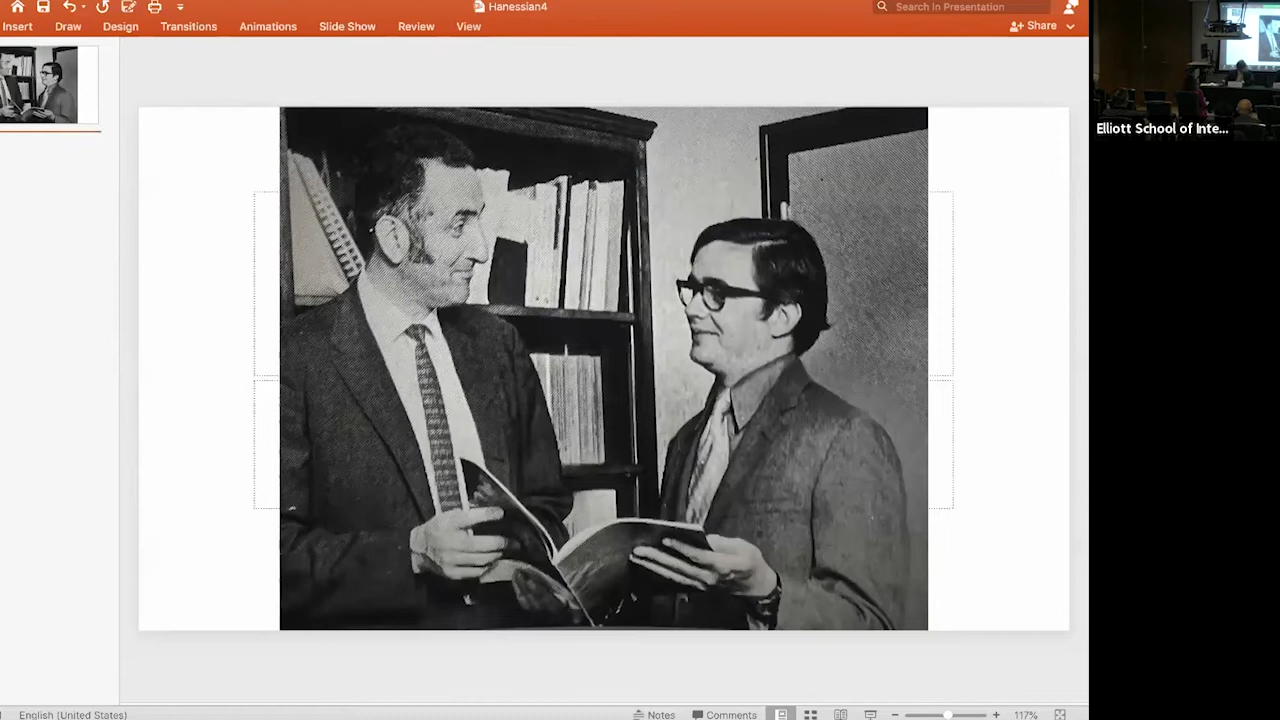 Hanessian4
Search in Presentation
Insert Draw Design Transitions Animations Slide Show Review View
Share
Elliott School of Inte...
English (United States)
Notes Comments 117%